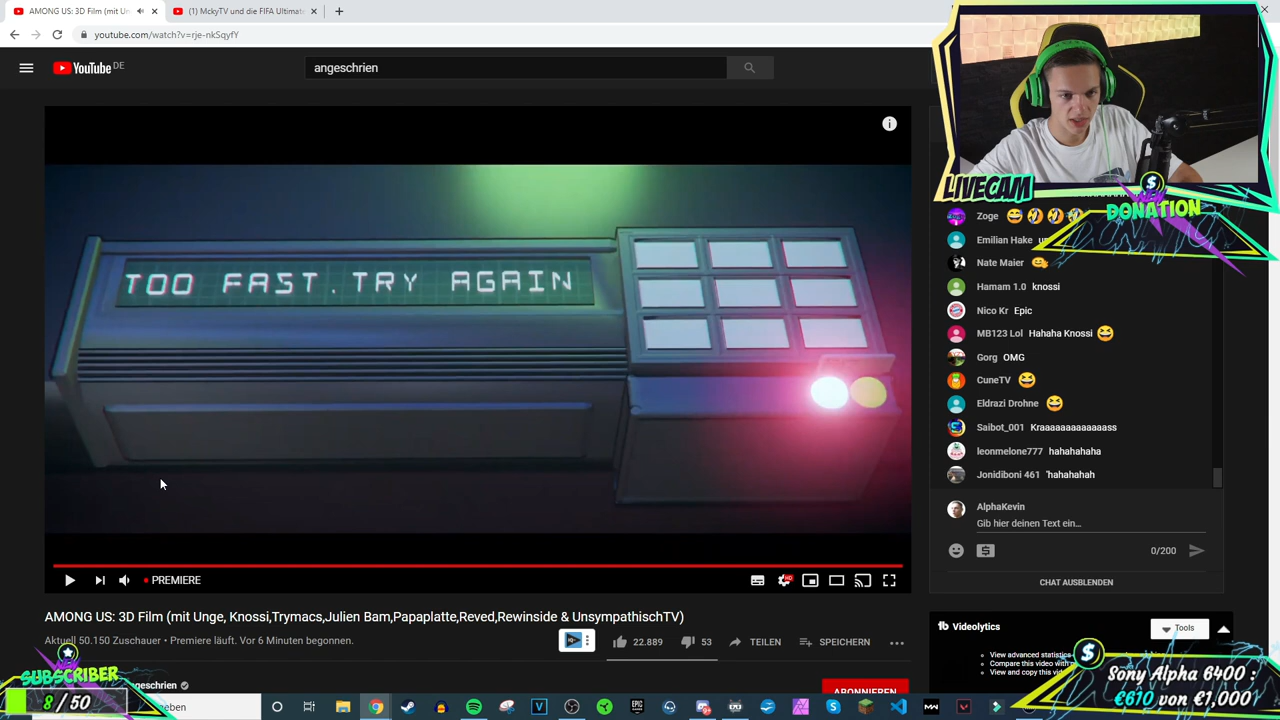 AMONG US: 3D Film (mit Un
(1) MckyTV und die FIFA Ultimat
youtube.com/watch?v=rje-nkSqyfY
YouTube DE
angeschrien
TOO FAST.TRY AGAIN
PREMIERE
AMONG US: 3D Film (mit Unge, Knossi,Trymacs,Julien Bam,Papaplatte,Reved,Rewinside & UnsympathischTV)
Aktuell 50.150 Zuschauer • Premiere läuft. Vor 6 Minuten begonnen.
22.889
53
TEILEN
SPEICHERN
ngeschrien
ABONNIEREN
NEW
SUBSCRIBER
8 / 50
eben
LIVECAM
NEW
DONATION
Zoge
Emilian Hake
Nate Maier
Hamam 1.0 knossi
Nico Kr Epic
MB123 Lol Hahaha Knossi
Gorg OMG
CuneTV
Eldrazi Drohne
Saibot_001 Kraaaaaaaaaaaaass
leonmelone777 hahahahaha
Jonidiboni 461 'hahahahah
AlphaKevin
Gib hier deinen Text ein...
0/200
CHAT AUSBLENDEN
Videolytics
Tools
View advanced statistics
Compare this video with
View and copy this vid
Sony Alpha 6400 :
€610 von €1,000